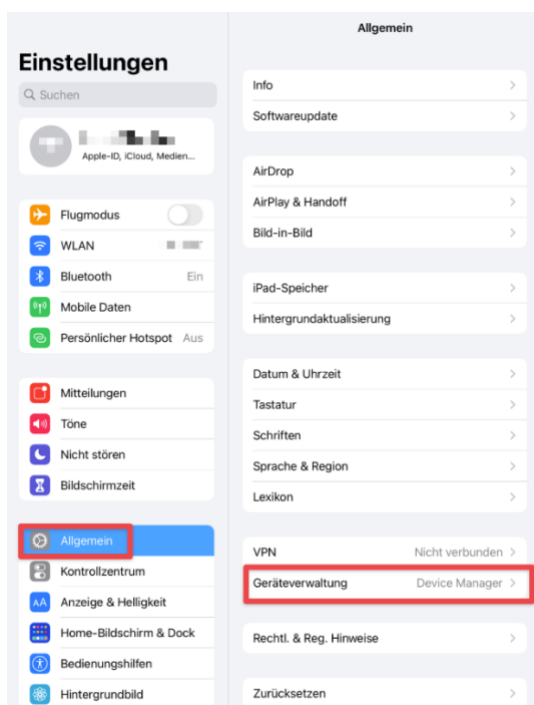 Einstellungen
Suchen
Apple-ID, iCloud, Medien...
Flugmodus
WLAN
Bluetooth Ein
Mobile Daten
Persönlicher Hotspot Aus
Mitteilungen
Töne
Nicht stören
Bildschirmzeit
Allgemein
Kontrollzentrum
AA Anzeige & Helligkeit
Home-Bildschirm & Dock
Bedienungshilfen
Hintergrundbild
Allgemein
Info
Softwareupdate
AirDrop
AirPlay & Handoff
Bild-in-Bild
iPad-Speicher
Hintergrundaktualisierung
Datum & Uhrzeit
Tastatur
Schriften
Sprache & Region
Lexikon
VPN Nicht verbunden
Geräteverwaltung Device Manager
Rechtl. & Reg. Hinweise
Zurücksetzen